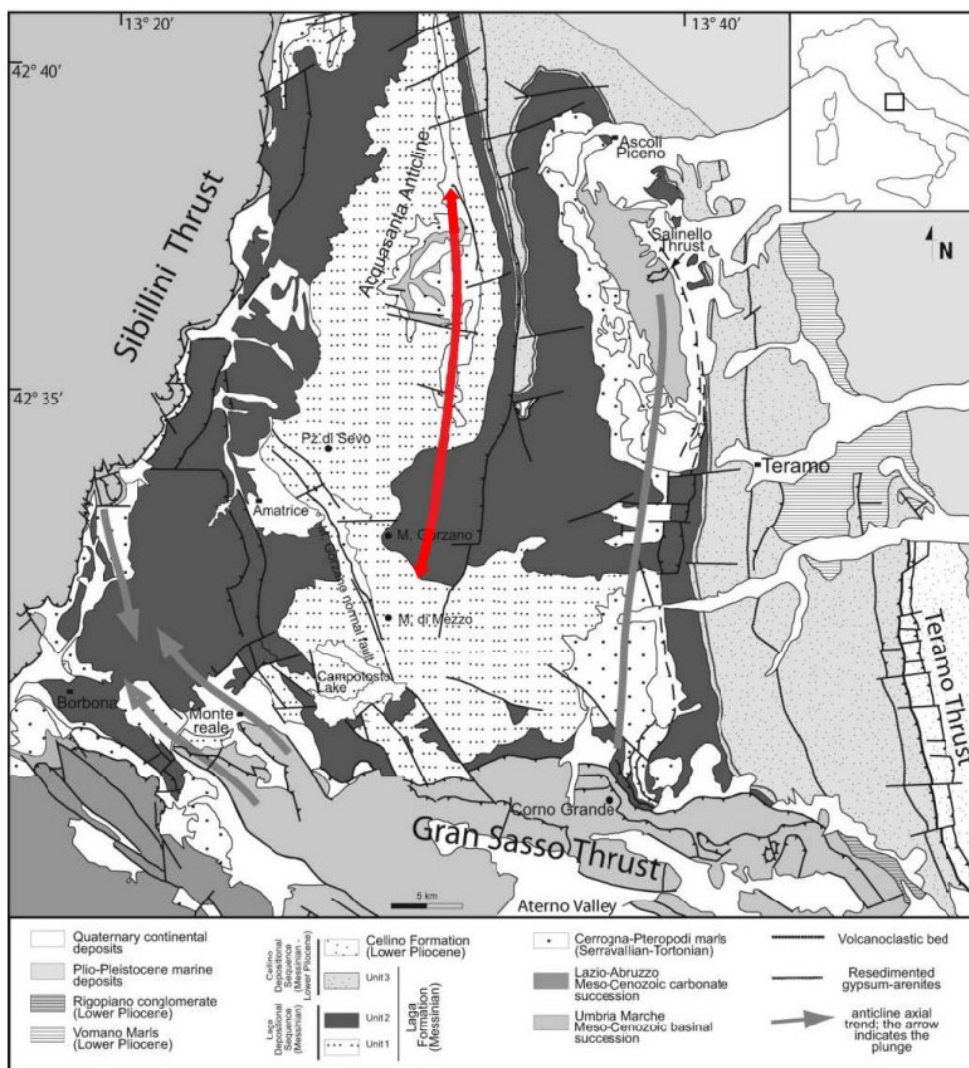 13°20'
13°40'
42°40'
42°35'
N
Sibillini Thrust
Acquasanta Anticline
Ascoli
Piceno
Salinello
Thrust
Pz.di Sevo
Teramo
Amatrice
M. Gorzano
M. Gorzano normal fault
M. di Mezzo
Campotosto
Lake
Borbona
Monte
reale
Teramo Thrust
Corno Grande
Gran Sasso Thrust
5 km
Aterno Valley
Quaternary continental
deposits
Plio-Pleistocene marine
deposits
Rigopiano conglomerate
(Lower Pliocene)
Vomano Marls
(Lower Pliocene)
Cellino
Depositional
Sequence
(Messinian -
Lower Pliocene)
Laga
Depositional
Sequence
(Messinian)
Cellino Formation
(Lower Pliocene)
Unit3
Unit2
Unit1
Laga
Formation
(Messinian)
Cerrogna-Pteropodi marls
(Serravallian-Tortonian)
Lazio-Abruzzo
Meso-Cenozoic carbonate
succession
Umbria Marche
Meso-Cenozoic basinal
succession
Volcanoclastic bed
Resedimented
gypsum-arenites
anticline axial
trend; the arrow
indicates the
plunge